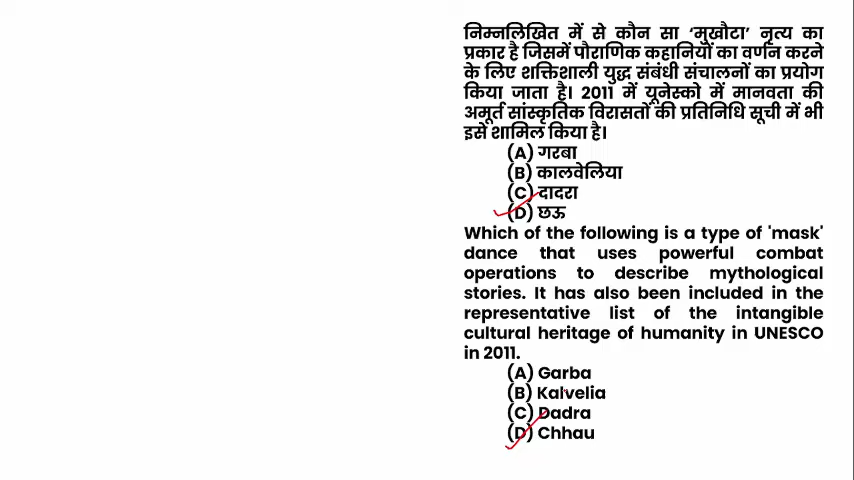 निम्नलिखित में से कौन सा 'मुखौटा' नृत्य का
प्रकार है जिसमें पौराणिक कहानियों का वर्णन करने
के लिए शक्तिशाली युद्ध संबंधी संचालनों का प्रयोग
किया जाता है। 2011 में यूनेस्को में मानवता की
अमूर्त सांस्कृतिक विरासतों की प्रतिनिधि सूची में भी
इसे शामिल किया है।
(A) गरबा
(B) कालवेलिया
(C) दादरा
(D) छऊ
Which of the following is a type of 'mask'
dance that uses powerful combat
operations to describe mythological
stories. It has also been included in the
representative list of the intangible
cultural heritage of humanity in UNESCO
in 2011.
(A) Garba
(B) Kalvelia
(C) Dadra
(D) Chhau